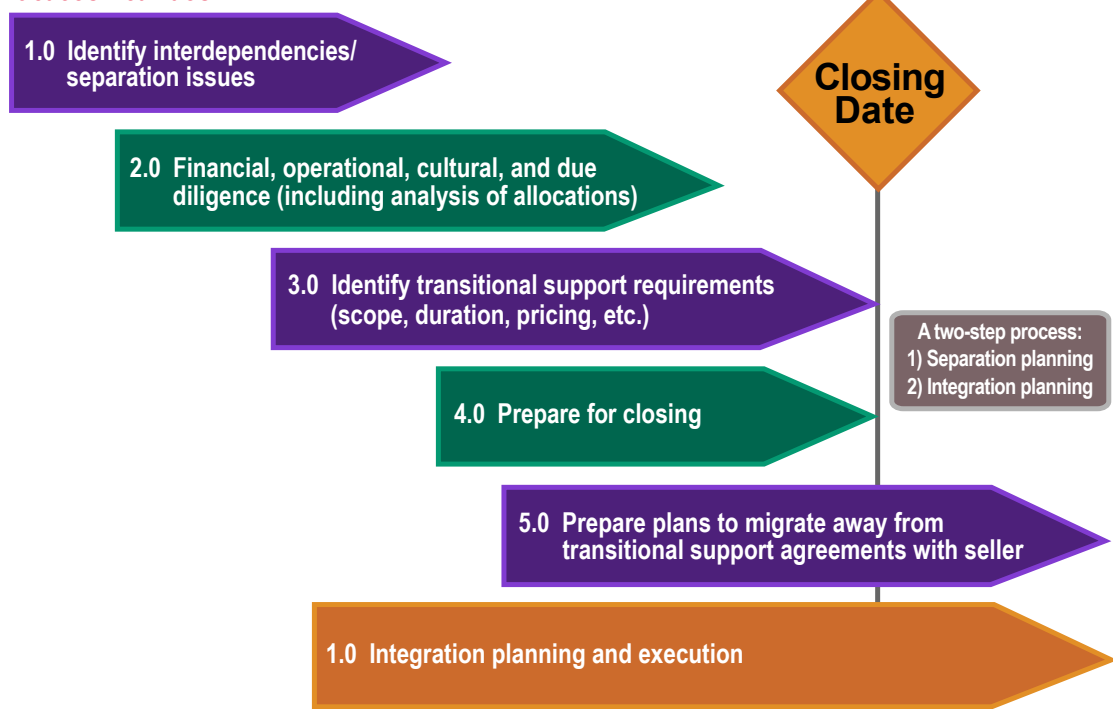 1.0 Identify interdependencies/
separation issues
Closing
Date
2.0 Financial, operational, cultural, and due
diligence (including analysis of allocations)
3.0 Identify transitional support requirements
(scope, duration, pricing, etc.)
A two-step process:
1) Separation planning
2) Integration planning
4.0 Prepare for closing
5.0 Prepare plans to migrate away from
transitional support agreements with seller
1.0 Integration planning and execution